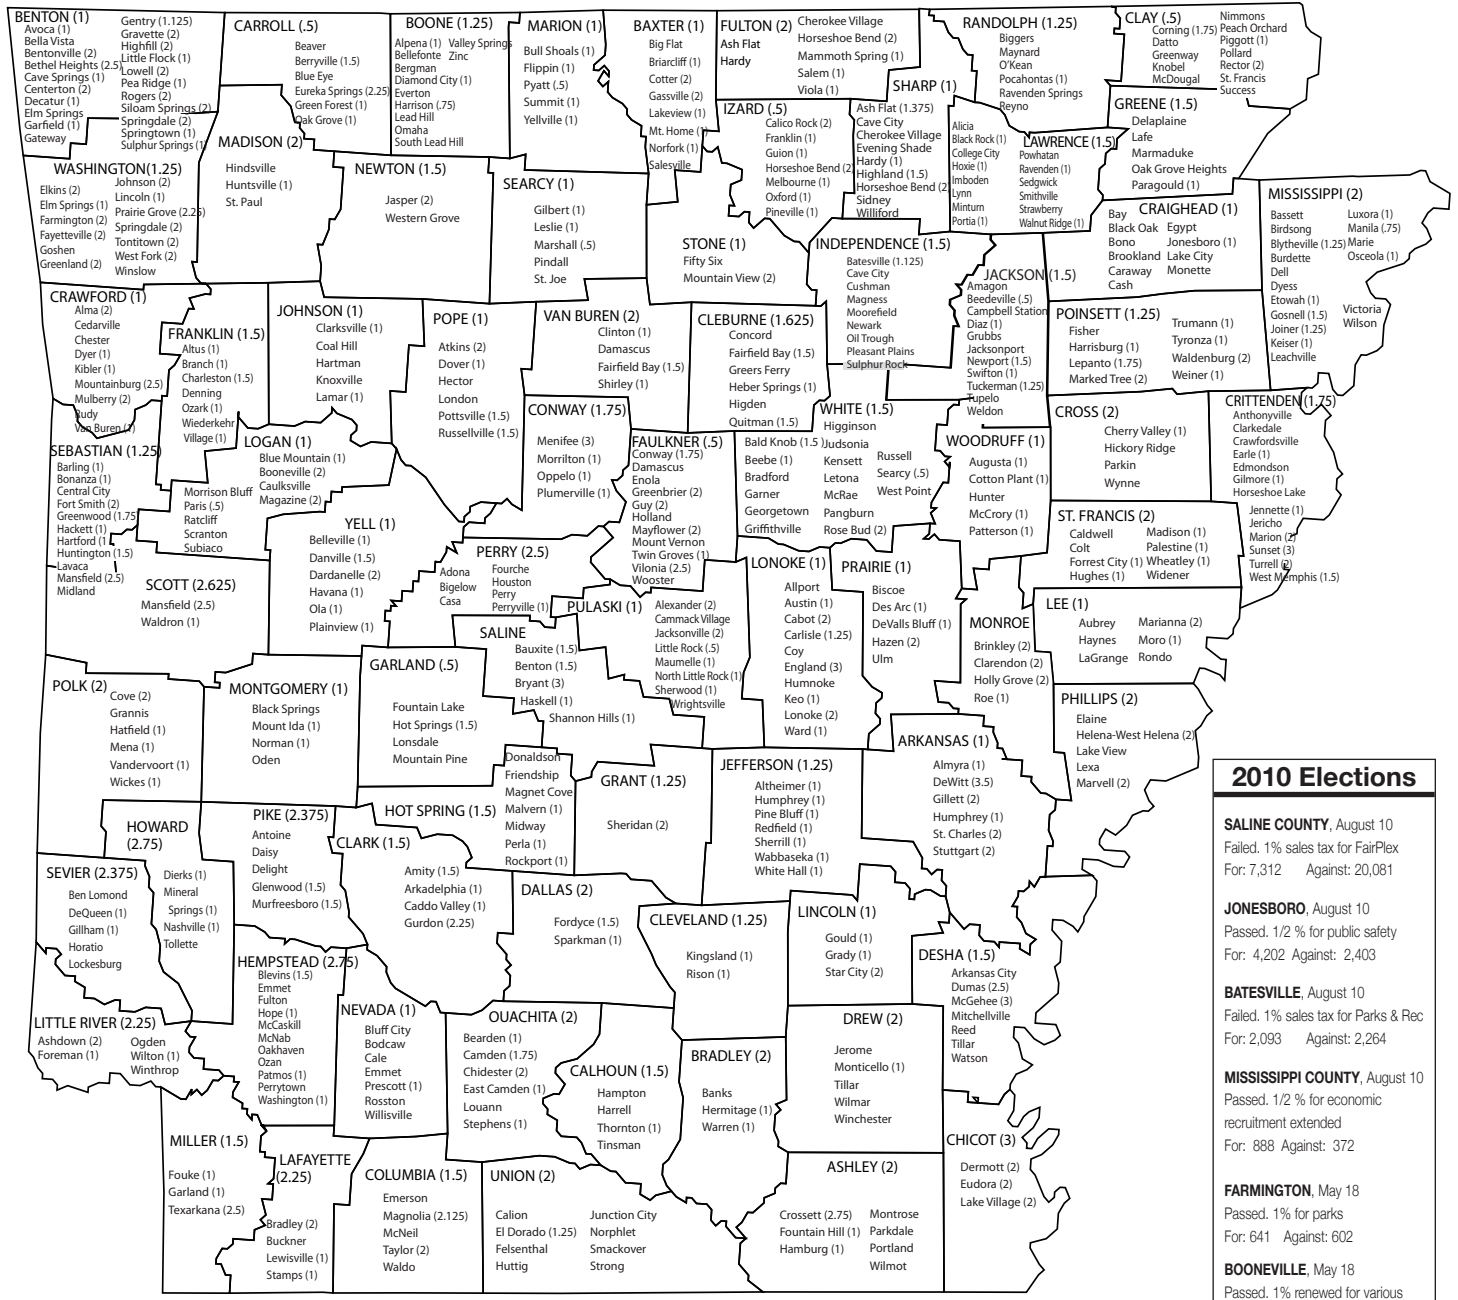 BENTON (1)
Avoca (1)
Bella Vista
Bentonville (2)
Bethel Heights (2.5)
Cave Springs (1)
Centerton (2)
Decatur (1)
Elm Springs
Garfield (1)
Gateway
Gentry (1.125)
Gravette (2)
Highfill (2)
Little Flock (1)
Lowell (2)
Pea Ridge (1)
Rogers (2)
Siloam Springs (2)
Springdale (2)
Springtown (1)
Sulphur Springs (1)
CARROLL (.5)
Beaver
Berryville (1.5)
Blue Eye
Eureka Springs (2.25)
Green Forest (1)
Oak Grove (1)
BOONE (1.25)
Alpena (1)
Bellefonte
Bergman
Diamond City (1)
Everton
Harrison (.75)
Lead Hill
Omaha
South Lead Hill
Valley Springs
Zinc
MARION (1)
Bull Shoals (1)
Flippin (1)
Pyatt (.5)
Summit (1)
Yellville (1)
BAXTER (1)
Big Flat
Briarcliff (1)
Cotter (2)
Gassville (2)
Lakeview (1)
Mt. Home (1)
Norfork (1)
Salesville
FULTON (2)
Ash Flat
Hardy
Cherokee Village
Horseshoe Bend (2)
Mammoth Spring (1)
Salem (1)
Viola (1)
SHARP (1)
Ash Flat (1.375)
Cave City
Cherokee Village
Evening Shade
Hardy (1)
Highland (1.5)
Horseshoe Bend (2)
Sidney
Williford
RANDOLPH (1.25)
Biggers
Maynard
O'Kean
Pocahontas (1)
Ravenden Springs
Reyno
CLAY (.5)
Corning (1.75)
Datto
Greenway
Knobel
McDougal
Nimmons
Peach Orchard
Piggott (1)
Pollard
Rector (2)
St. Francis
Success
GREENE (1.5)
Delaplaine
Lafe
Marmaduke
Oak Grove Heights
Paragould (1)
IZARD (.5)
Calico Rock (2)
Franklin (1)
Guion (1)
Horseshoe Bend (2)
Melbourne (1)
Oxford (1)
Pineville (1)
LAWRENCE (1.5)
Alicia
Black Rock (1)
College City
Hoxie (1)
Imboden
Lynn
Minturn
Portia (1)
Powhatan
Ravenden (1)
Sedgwick
Smithville
Strawberry
Walnut Ridge (1)
MADISON (2)
Hindsville
Huntsville (1)
St. Paul
WASHINGTON(1.25)
Elkins (2)
Elm Springs (1)
Farmington (2)
Fayetteville (2)
Goshen
Greenland (2)
Johnson (2)
Lincoln (1)
Prairie Grove (2.25)
Springdale (2)
Tontitown (2)
West Fork (2)
Winslow
NEWTON (1.5)
Jasper (2)
Western Grove
SEARCY (1)
Gilbert (1)
Leslie (1)
Marshall (.5)
Pindall
St. Joe
STONE (1)
Fifty Six
Mountain View (2)
INDEPENDENCE (1.5)
Batesville (1.125)
Cave City
Cushman
Magness
Moorefield
Newark
Oil Trough
Pleasant Plains
Sulphur Rock
JACKSON (1.5)
Amagon
Beedeville (.5)
Campbell Station
Diaz (1)
Grubbs
Jacksonport
Newport (1.5)
Swifton (1)
Tuckerman (1.25)
Tupelo
Weldon
CRAIGHEAD (1)
Bay
Black Oak
Bono
Brookland
Caraway
Cash
Egypt
Jonesboro (1)
Lake City
Monette
MISSISSIPPI (2)
Bassett
Birdsong
Blytheville (1.25)
Burdette
Dell
Dyess
Etowah (1)
Gosnell (1.5)
Joiner (1.25)
Keiser (1)
Leachville
Luxora (1)
Manila (.75)
Marie
Osceola (1)
Victoria
Wilson
POINSETT (1.25)
Fisher
Harrisburg (1)
Lepanto (1.75)
Marked Tree (2)
Trumann (1)
Tyronza (1)
Waldenburg (2)
Weiner (1)
CRAWFORD (1)
Alma (2)
Cedarville
Chester
Dyer (1)
Kibler (1)
Mountainburg (2.5)
Mulberry (2)
Rudy
Van Buren (1)
FRANKLIN (1.5)
Altus (1)
Branch (1)
Charleston (1.5)
Denning
Ozark (1)
Wiederkehr
Village (1)
JOHNSON (1)
Clarksville (1)
Coal Hill
Hartman
Knoxville
Lamar (1)
POPE (1)
Atkins (2)
Dover (1)
Hector
London
Pottsville (1.5)
Russellville (1.5)
VAN BUREN (2)
Clinton (1)
Damascus
Fairfield Bay (1.5)
Shirley (1)
CLEBURNE (1.625)
Concord
Fairfield Bay (1.5)
Greers Ferry
Heber Springs (1)
Higden
Quitman (1.5)
CONWAY (1.75)
Menifee (3)
Morrilton (1)
Oppelo (1)
Plumerville (1)
FAULKNER (.5)
Conway (1.75)
Damascus
Enola
Greenbrier (2)
Guy (2)
Holland
Mayflower (2)
Mount Vernon
Twin Groves (1)
Vilonia (2.5)
Wooster
WHITE (1.5)
Bald Knob (1.5)
Beebe (1)
Bradford
Garner
Georgetown
Griffithville
Higginson
Judsonia
Kensett
Letona
McRae
Pangburn
Rose Bud (2)
Russell
Searcy (.5)
West Point
WOODRUFF (1)
Augusta (1)
Cotton Plant (1)
Hunter
McCrory (1)
Patterson (1)
CROSS (2)
Cherry Valley (1)
Hickory Ridge
Parkin
Wynne
CRITTENDEN(1.75)
Anthonyville
Clarkedale
Crawfordsville
Earle (1)
Edmondson
Gilmore (1)
Horseshoe Lake
Jennette (1)
Jericho
Marion (2)
Sunset (3)
Turrell (2)
West Memphis (1.5)
ST. FRANCIS (2)
Caldwell
Colt
Forrest City (1)
Hughes (1)
Madison (1)
Palestine (1)
Wheatley (1)
Widener
SEBASTIAN (1.25)
Barling (1)
Bonanza (1)
Central City
Fort Smith (2)
Greenwood (1.75)
Hackett (1)
Hartford (1)
Huntington (1.5)
Lavaca
Mansfield (2.5)
Midland
LOGAN (1)
Blue Mountain (1)
Booneville (2)
Caulksville
Magazine (2)
Morrison Bluff
Paris (.5)
Ratcliff
Scranton
Subiaco
YELL (1)
Belleville (1)
Danville (1.5)
Dardanelle (2)
Havana (1)
Ola (1)
Plainview (1)
PERRY (2.5)
Adona
Bigelow
Casa
Fourche
Houston
Perry
Perryville (1)
SCOTT (2.625)
Mansfield (2.5)
Waldron (1)
PULASKI (1)
Alexander (2)
Cammack Village
Jacksonville (2)
Little Rock (.5)
Maumelle (1)
North Little Rock (1)
Sherwood (1)
Wrightsville
LONOKE (1)
Allport
Austin (1)
Cabot (2)
Carlisle (1.25)
Coy
England (3)
Humnoke
Keo (1)
Lonoke (2)
Ward (1)
PRAIRIE (1)
Biscoe
Des Arc (1)
DeValls Bluff (1)
Hazen (2)
Ulm
MONROE
Brinkley (2)
Clarendon (2)
Holly Grove (2)
Roe (1)
LEE (1)
Aubrey
Haynes
LaGrange
Marianna (2)
Moro (1)
Rondo
PHILLIPS (2)
Elaine
Helena-West Helena (2)
Lake View
Lexa
Marvell (2)
SALINE
Bauxite (1.5)
Benton (1.5)
Bryant (3)
Haskell (1)
Shannon Hills (1)
GARLAND (.5)
Fountain Lake
Hot Springs (1.5)
Lonsdale
Mountain Pine
POLK (2)
Cove (2)
Grannis
Hatfield (1)
Mena (1)
Vandervoort (1)
Wickes (1)
MONTGOMERY (1)
Black Springs
Mount Ida (1)
Norman (1)
Oden
HOT SPRING (1.5)
Donaldson
Friendship
Magnet Cove
Malvern (1)
Midway
Perla (1)
Rockport (1)
GRANT (1.25)
Sheridan (2)
JEFFERSON (1.25)
Altheimer (1)
Humphrey (1)
Pine Bluff (1)
Redfield (1)
Sherrill (1)
Wabbaseka (1)
White Hall (1)
ARKANSAS (1)
Almyra (1)
DeWitt (3.5)
Gillett (2)
Humphrey (1)
St. Charles (2)
Stuttgart (2)
HOWARD
(2.75)
Dierks (1)
Mineral
Springs (1)
Nashville (1)
Tollette
PIKE (2.375)
Antoine
Daisy
Delight
Glenwood (1.5)
Murfreesboro (1.5)
CLARK (1.5)
Amity (1.5)
Arkadelphia (1)
Caddo Valley (1)
Gurdon (2.25)
SEVIER (2.375)
Ben Lomond
DeQueen (1)
Gillham (1)
Horatio
Lockesburg
DALLAS (2)
Fordyce (1.5)
Sparkman (1)
CLEVELAND (1.25)
Kingsland (1)
Rison (1)
LINCOLN (1)
Gould (1)
Grady (1)
Star City (2)
DESHA (1.5)
Arkansas City
Dumas (2.5)
McGehee (3)
Mitchellville
Reed
Tillar
Watson
HEMPSTEAD (2.75)
Blevins (1.5)
Emmet
Fulton
Hope (1)
McCaskill
McNab
Oakhaven
Ozan
Patmos (1)
Perrytown
Washington (1)
LITTLE RIVER (2.25)
Ashdown (2)
Foreman (1)
Ogden
Wilton (1)
Winthrop
NEVADA (1)
Bluff City
Bodcaw
Cale
Emmet
Prescott (1)
Rosston
Willisville
OUACHITA (2)
Bearden (1)
Camden (1.75)
Chidester (2)
East Camden (1)
Louann
Stephens (1)
CALHOUN (1.5)
Hampton
Harrell
Thornton (1)
Tinsman
BRADLEY (2)
Banks
Hermitage (1)
Warren (1)
DREW (2)
Jerome
Monticello (1)
Tillar
Wilmar
Winchester
MILLER (1.5)
Fouke (1)
Garland (1)
Texarkana (2.5)
LAFAYETTE
(2.25)
Bradley (2)
Buckner
Lewisville (1)
Stamps (1)
COLUMBIA (1.5)
Emerson
Magnolia (2.125)
McNeil
Taylor (2)
Waldo
UNION (2)
Calion
El Dorado (1.25)
Felsenthal
Huttig
Junction City
Norphlet
Smackover
Strong
ASHLEY (2)
Crossett (2.75)
Fountain Hill (1)
Hamburg (1)
Montrose
Parkdale
Portland
Wilmot
CHICOT (3)
Dermott (2)
Eudora (2)
Lake Village (2)
2010 Elections
SALINE COUNTY, August 10
Failed. 1% sales tax for FairPlex
For: 7,312 Against: 20,081
JONESBORO, August 10
Passed. 1/2 % for public safety
For: 4,202 Against: 2,403
BATESVILLE, August 10
Failed. 1% sales tax for Parks & Rec
For: 2,093 Against: 2,264
MISSISSIPPI COUNTY, August 10
Passed. 1/2 % for economic
recruitment extended
For: 888 Against: 372
FARMINGTON, May 18
Passed. 1% for parks
For: 641 Against: 602
BOONEVILLE, May 18
Passed. 1% renewed for various